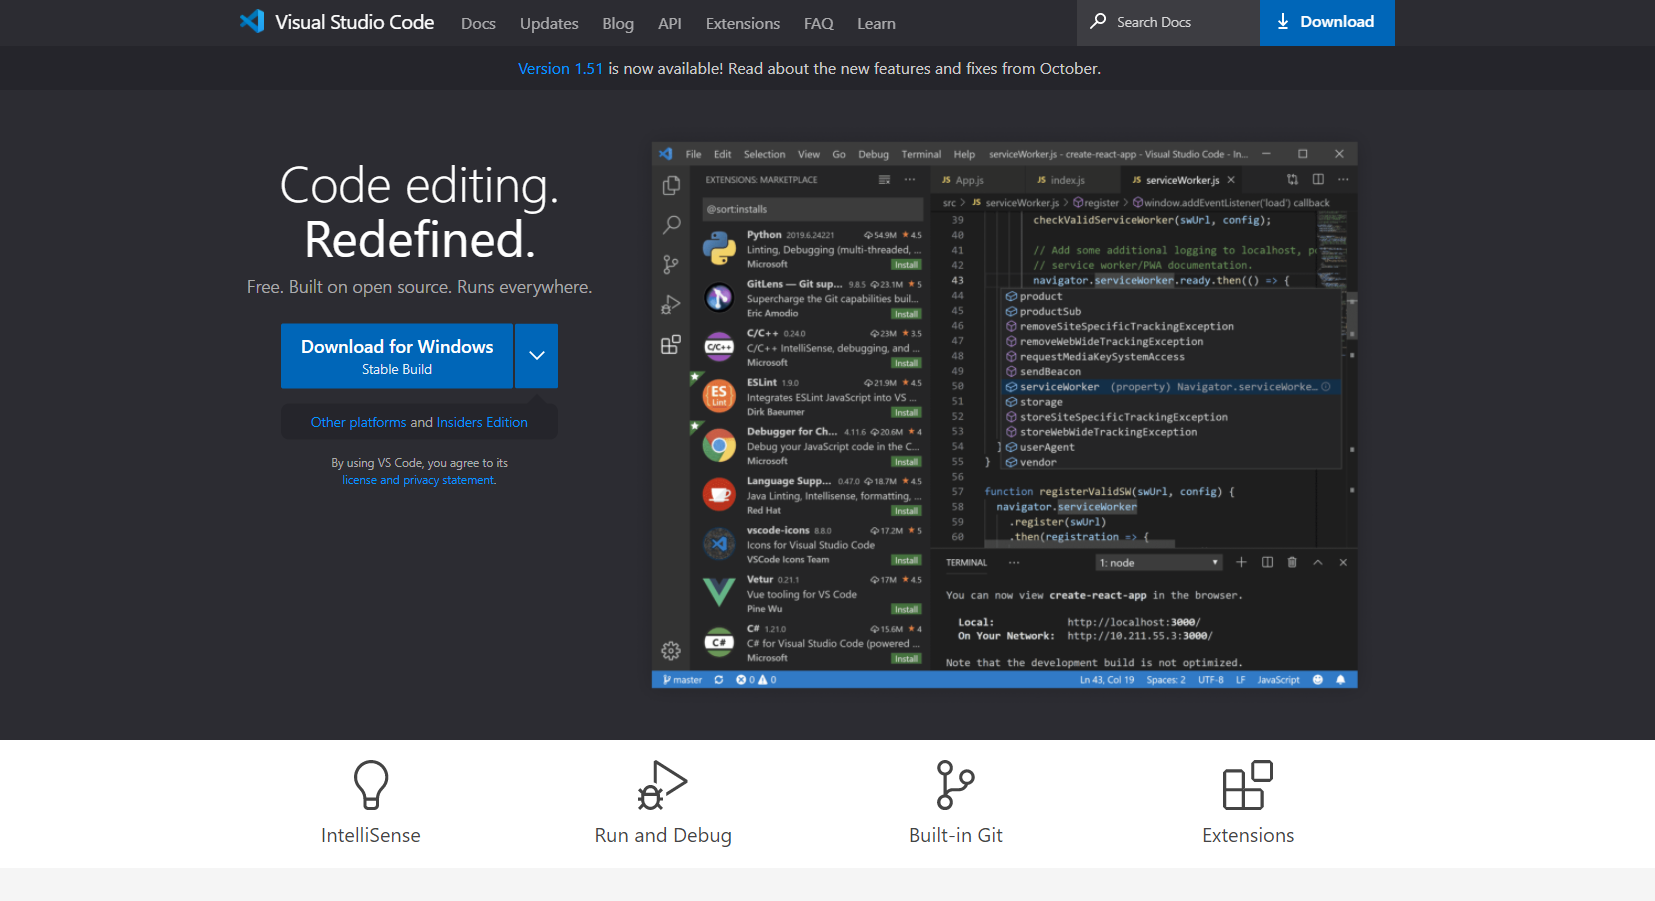 Visual Studio Code Docs Updates Blog API Extensions FAQ Learn Search Docs Download
Version 1.51 is now available! Read about the new features and fixes from October.
Code editing.
Redefined.
Free. Built on open source. Runs everywhere.
Download for Windows
Stable Build
Other platforms and Insiders Edition
By using VS Code, you agree to its
license and privacy statement.
File Edit Selection View Go Debug Terminal Help serviceWorker.js - create-react-app - Visual Studio Code - In...
EXTENSIONS: MARKETPLACE
@sort:installs
Python 2019.6.24221 54.9M ★ 4.5
Linting, Debugging (multi-threaded, ...
Microsoft Install
GitLens — Git sup... 9.8.5 23.1M ★ 5
Supercharge the Git capabilities buil...
Eric Amodio Install
C/C++ 0.24.0 23M ★ 3.5
C/C++ IntelliSense, debugging, and ...
Microsoft Install
ESLint 1.9.0 21.9M ★ 4.5
Integrates ESLint JavaScript into VS ...
Dirk Baeumer Install
Debugger for Ch... 4.11.6 20.6M ★ 4
Debug your JavaScript code in the C...
Microsoft Install
Language Supp... 0.47.0 18.7M ★ 4.5
Java Linting, Intellisense, formatting, ...
Red Hat Install
vscode-icons 8.8.0 17.2M ★ 5
Icons for Visual Studio Code
VSCode Icons Team Install
Vetur 0.21.1 17M ★ 4.5
Vue tooling for VS Code
Pine Wu Install
C# 1.21.0 15.6M ★ 4
C# for Visual Studio Code (powered ...
Microsoft Install
C/C++
ES
Lint
C#
JS App.js JS index.js JS serviceWorker.js
src > JS serviceWorker.js > register > window.addEventListener('load') callback
39 checkValidServiceWorker(swUrl, config);
40
41 // Add some additional logging to localhost, p
42 // service worker/PWA documentation.
43 navigator.serviceWorker.ready.then(() => {
44 product
45 productSub
46 removeSiteSpecificTrackingException
47 removeWebWideTrackingException
48 requestMediaKeySystemAccess
49 sendBeacon
50 serviceWorker (property) Navigator.serviceWorke...
51 storage
52 storeSiteSpecificTrackingException
53 storeWebWideTrackingException
54 } userAgent
55 } vendor
56
57 function registerValidSW(swUrl, config) {
58 navigator.serviceWorker
59 .register(swUrl)
60 .then(registration => {
TERMINAL ... 1: node
You can now view create-react-app in the browser.
Local: http://localhost:3000/
On Your Network: http://10.211.55.3:3000/
Note that the development build is not optimized.
master 0 0 Ln 43, Col 19 Spaces: 2 UTF-8 LF JavaScript
IntelliSense Run and Debug Built-in Git Extensions